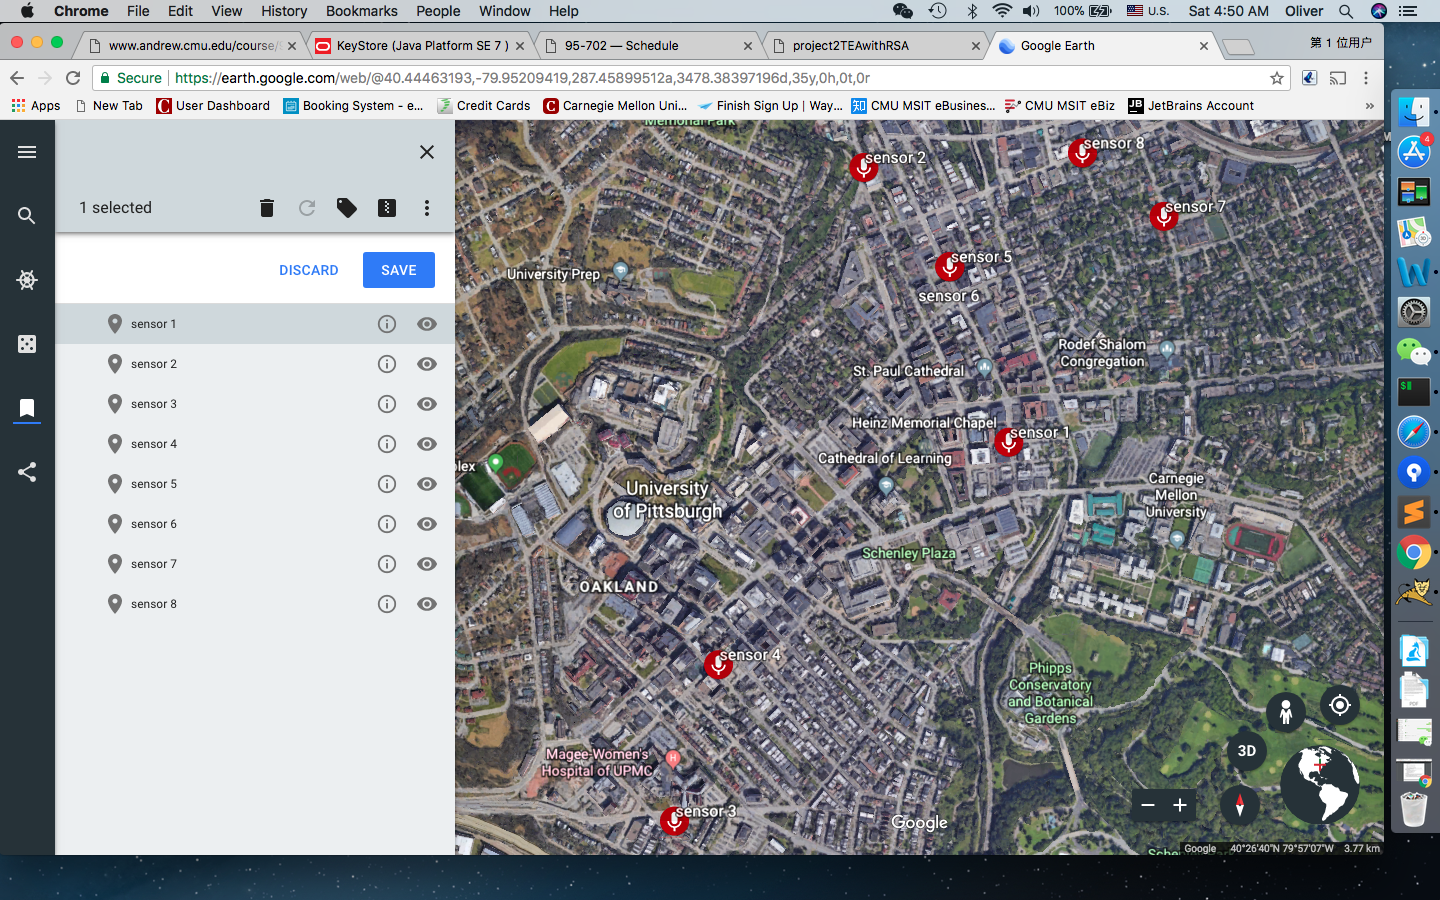 Chrome File Edit View History Bookmarks People Window Help 100% U.S. Sat 4:50 AM Oliver
www.andrew.cmu.edu/course/
KeyStore (Java Platform SE 7 )
95-702 — Schedule
project2TEAwithRSA
Google Earth
第 1 位用户
Secure https://earth.google.com/web/@40.44463193,-79.95209419,287.45899512a,3478.38397196d,35y,0h,0t,0r
Apps New Tab User Dashboard Booking System - e... Credit Cards Carnegie Mellon Uni... Finish Sign Up | Way... CMU MSIT eBusines... CMU MSIT eBiz JetBrains Account »
1 selected
DISCARD SAVE
sensor 1
sensor 2
sensor 3
sensor 4
sensor 5
sensor 6
sensor 7
sensor 8
Memorial Park
sensor 2
sensor 8
sensor 7
sensor 5
University Prep
sensor 6
Rodef Shalom
Congregation
St. Paul Cathedral
Heinz Memorial Chapel
sensor 1
Cathedral of Learning
plex
Carnegie
Mellon
University
University
of Pittsburgh
Schenley Plaza
OAKLAND
sensor 4
Phipps
Conservatory
and Botanical
Gardens
Magee-Womens
Hospital of UPMC
3D
sensor 3
Google
Google 40°26'40"N 79°57'07"W 3.77 km
4